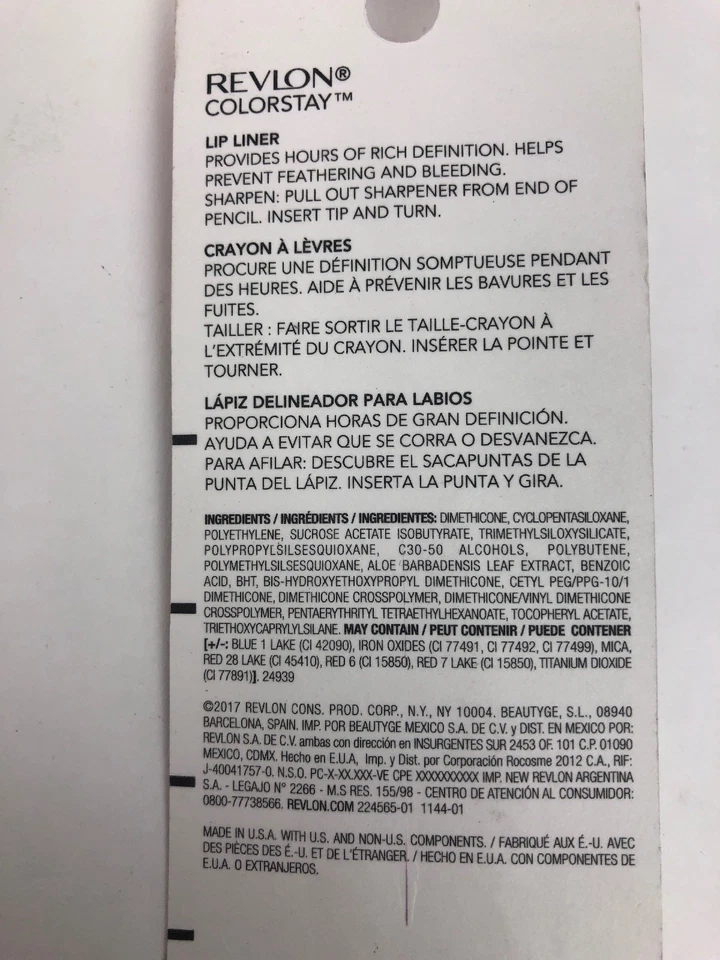 REVLON®
COLORSTAY™
LIP LINER
PROVIDES HOURS OF RICH DEFINITION. HELPS
PREVENT FEATHERING AND BLEEDING.
SHARPEN: PULL OUT SHARPENER FROM END OF
PENCIL. INSERT TIP AND TURN.
CRAYON À LÈVRES
PROCURE UNE DÉFINITION SOMPTUEUSE PENDANT
DES HEURES. AIDE À PRÉVENIR LES BAVURES ET LES
FUITES.
TAILLER : FAIRE SORTIR LE TAILLE-CRAYON À
L'EXTRÉMITÉ DU CRAYON. INSÉRER LA POINTE ET
TOURNER.
LÁPIZ DELINEADOR PARA LABIOS
PROPORCIONA HORAS DE GRAN DEFINICIÓN.
AYUDA A EVITAR QUE SE CORRA O DESVANEZCA.
PARA AFILAR: DESCUBRE EL SACAPUNTAS DE LA
PUNTA DEL LÁPIZ. INSERTA LA PUNTA Y GIRA.
INGREDIENTS / INGRÉDIENTS / INGREDIENTES: DIMETHICONE, CYCLOPENTASILOXANE,
POLYETHYLENE, SUCROSE ACETATE ISOBUTYRATE, TRIMETHYLSILOXYSILICATE,
POLYPROPYLSILSESQUIOXANE, C30-50 ALCOHOLS, POLYBUTENE,
POLYMETHYLSILSESQUIOXANE, ALOE BARBADENSIS LEAF EXTRACT, BENZOIC
ACID, BHT, BIS-HYDROXYETHOXYPROPYL DIMETHICONE, CETYL PEG/PPG-10/1
DIMETHICONE, DIMETHICONE CROSSPOLYMER, DIMETHICONE/VINYL DIMETHICONE
CROSSPOLYMER, PENTAERYTHRITYL TETRAETHYLHEXANOATE, TOCOPHERYL ACETATE,
TRIETHOXYCAPRYLYLSILANE. MAY CONTAIN / PEUT CONTENIR / PUEDE CONTENER
[+/-: BLUE 1 LAKE (CI 42090), IRON OXIDES (CI 77491, CI 77492, CI 77499), MICA,
RED 28 LAKE (CI 45410), RED 6 (CI 15850), RED 7 LAKE (CI 15850), TITANIUM DIOXIDE
(CI 77891)]. 24939
©2017 REVLON CONS. PROD. CORP., N.Y., NY 10004. BEAUTYGE, S.L., 08940
BARCELONA, SPAIN. IMP. POR BEAUTYGE MEXICO S.A. DE C.V. y DIST. EN MEXICO POR:
REVLON S.A. DE C.V. ambas con dirección en INSURGENTES SUR 2453 OF. 101 C.P. 01090
MEXICO, CDMX. Hecho en E.U.A, Imp. y Dist. por Corporación Rocosme 2012 C.A., RIF:
J-40041757-0. N.S.O. PC-X-XX.XXX-VE CPE XXXXXXXXXX IMP. NEW REVLON ARGENTINA
S.A. - LEGAJO N° 2266 - M.S RES. 155/98 - CENTRO DE ATENCIÓN AL CONSUMIDOR:
0800-77738566. REVLON.COM 224565-01 1144-01
MADE IN U.S.A. WITH U.S. AND NON-U.S. COMPONENTS. / FABRIQUÉ AUX É.-U. AVEC
DES PIÈCES DES É.-U. ET DE L'ÉTRANGER. / HECHO EN E.U.A. CON COMPONENTES DE
E.U.A. O EXTRANJEROS.